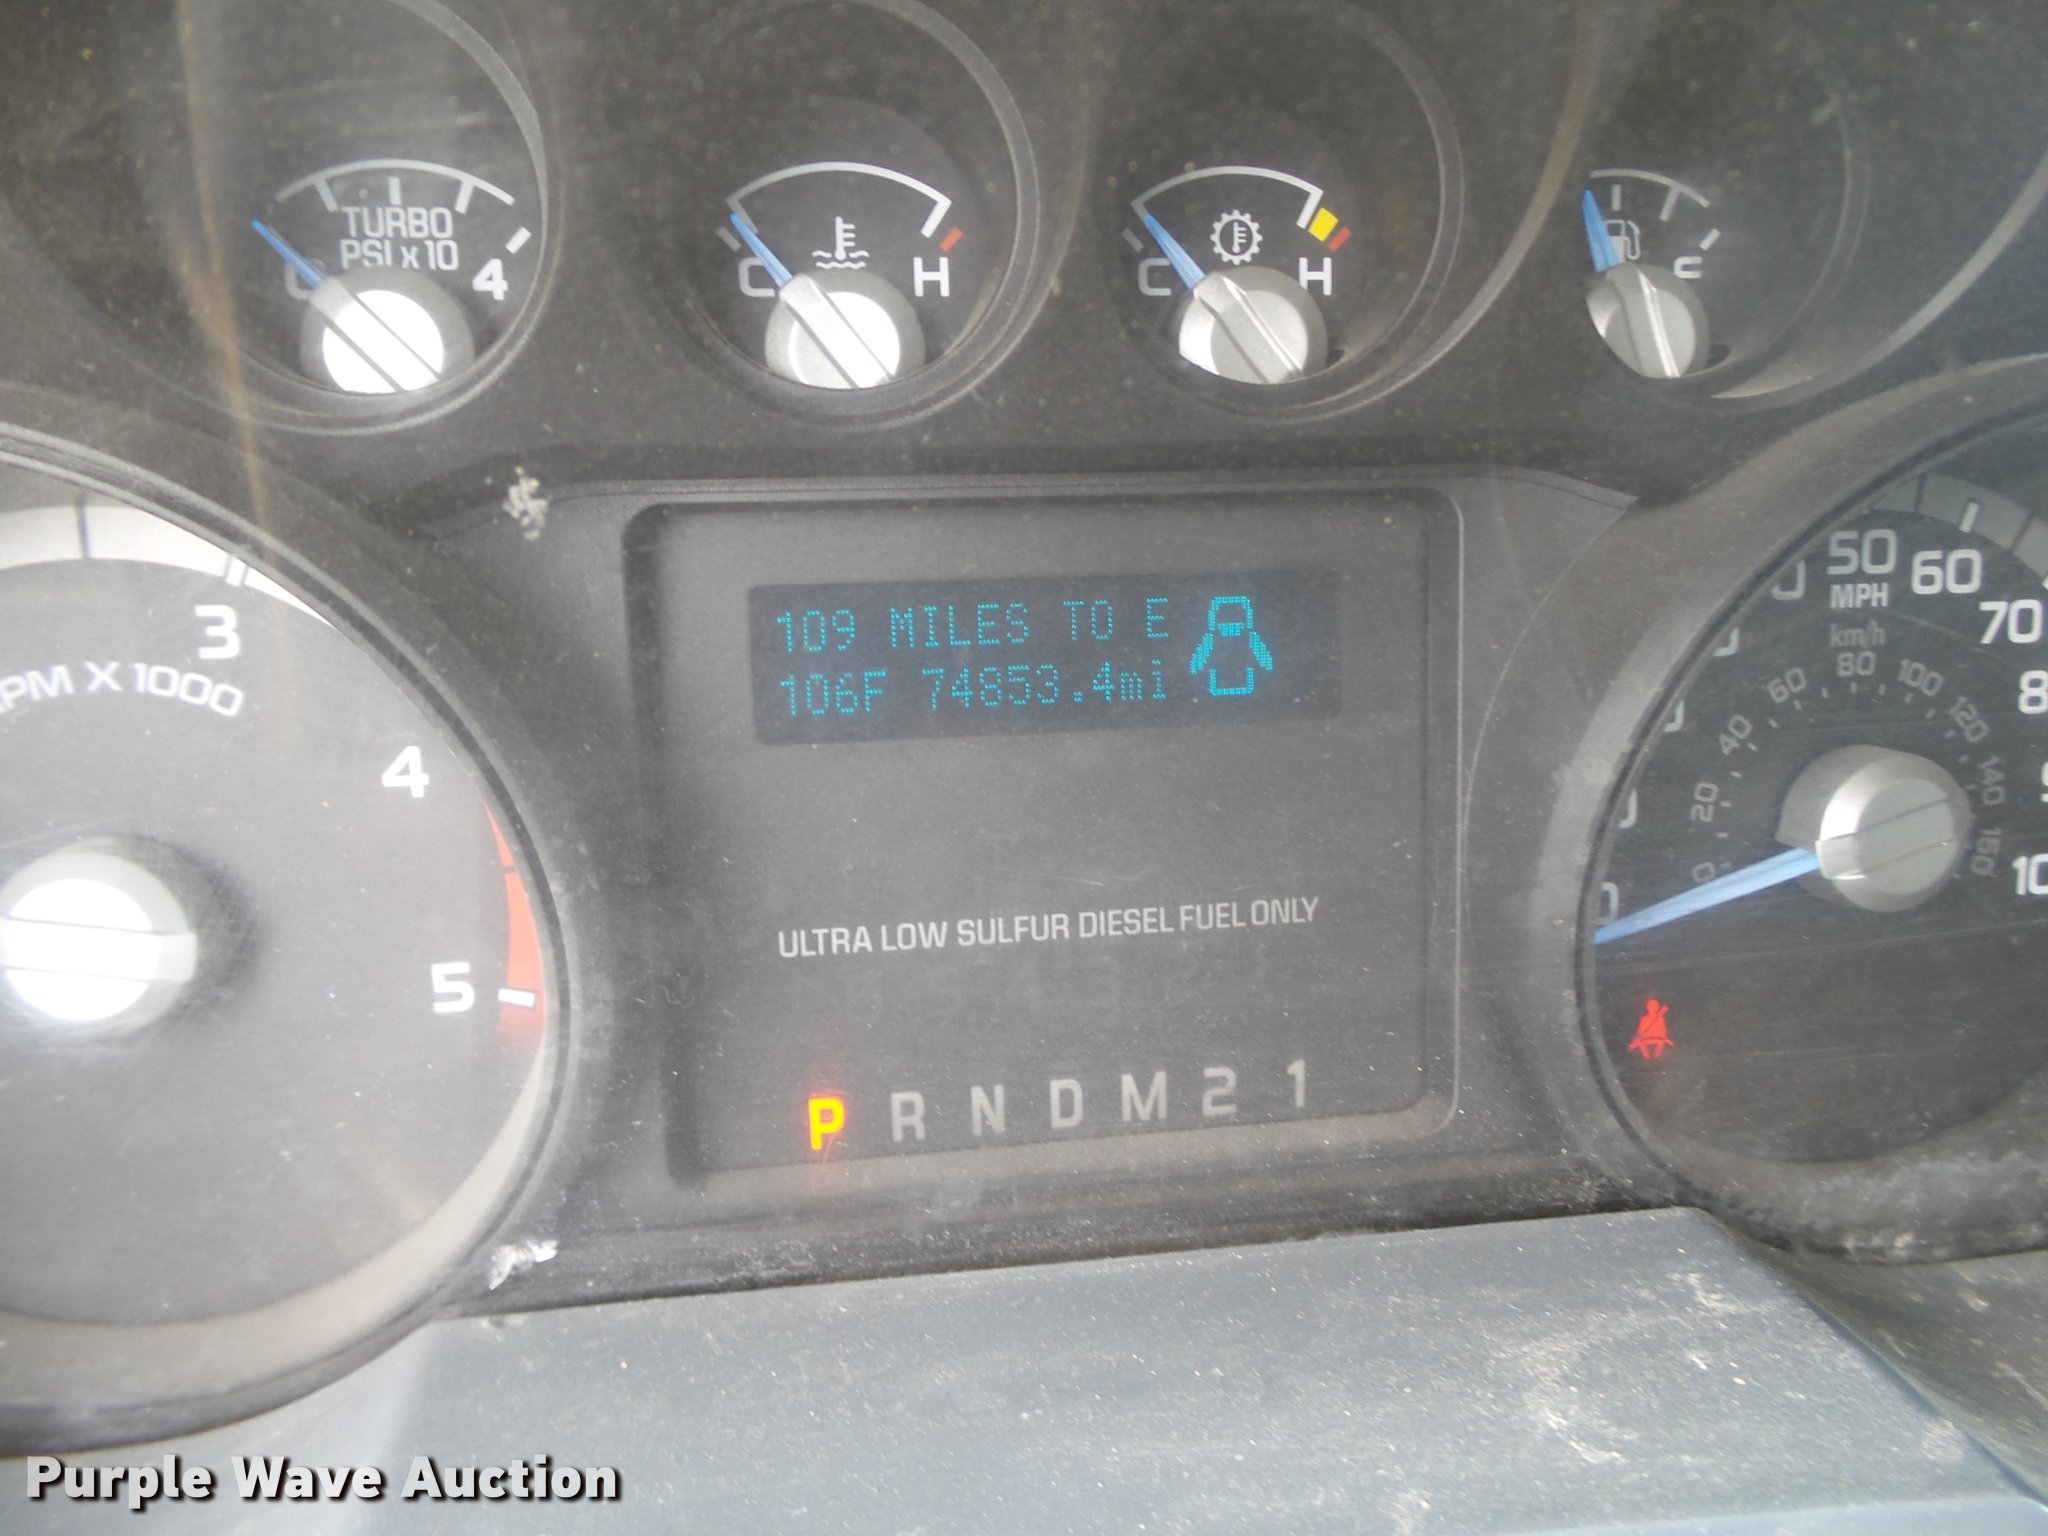 TURBO
PSI x 10
4
C
H
C
H
3
RPM X 1000
4
5
109 MILES TO E
106F 74853.4mi
ULTRA LOW SULFUR DIESEL FUEL ONLY
P R N D M 2 1
50
60
70
MPH
km/h
0
20
40
60
80
100
120
140
160
Purple Wave Auction